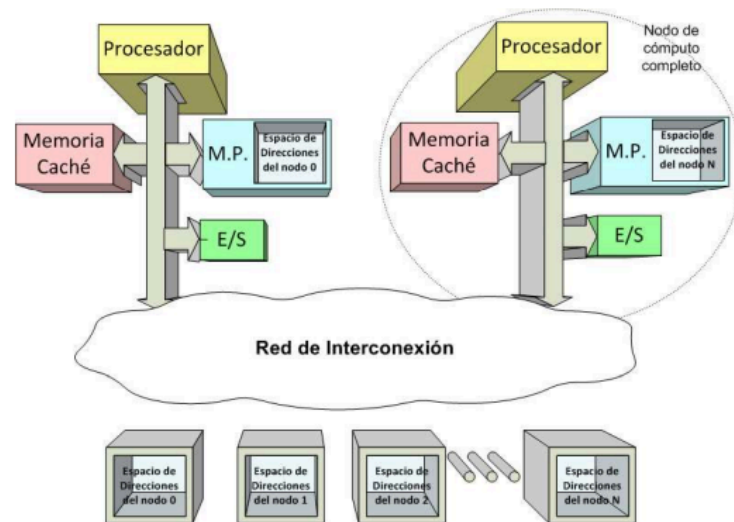 Procesador
Memoria
Caché
M.P.
Espacio de
Direcciones
del nodo 0
E/S
Procesador
Nodo de
cómputo
completo
Memoria
Caché
M.P.
Espacio de
Direcciones
del nodo N
E/S
Red de Interconexión
Espacio de
Direcciones
del nodo 0
Espacio de
Direcciones
del nodo 1
Espacio de
Direcciones
del nodo 2
Espacio de
Direcciones
del nodo N